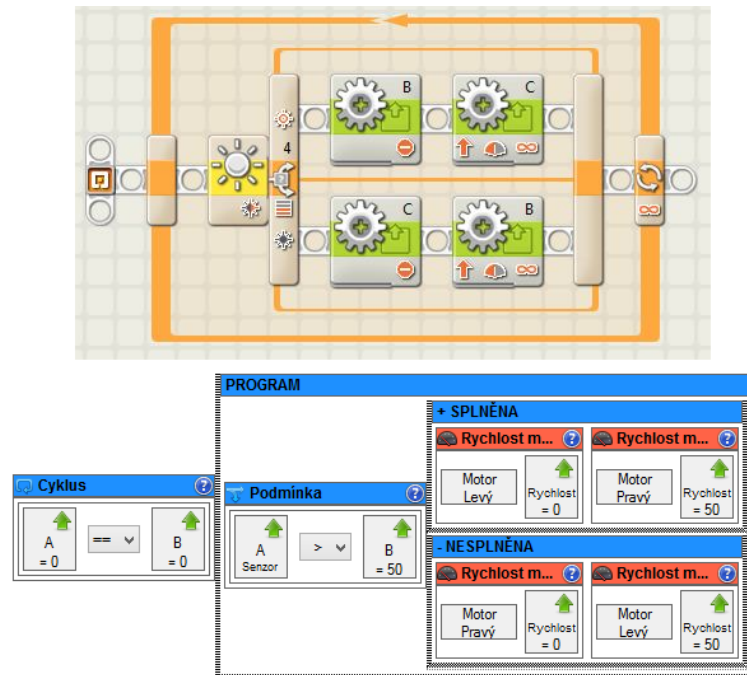 B
C
4
C
B
PROGRAM
+ SPLNĚNA
Rychlost m... ?
Rychlost m... ?
Motor
Levý
Rychlost
= 0
Motor
Pravý
Rychlost
= 50
Cyklus ?
A
= 0
==
B
= 0
Podmínka ?
A
Senzor
>
B
= 50
- NESPLNĚNA
Rychlost m... ?
Rychlost m... ?
Motor
Pravý
Rychlost
= 0
Motor
Levý
Rychlost
= 50